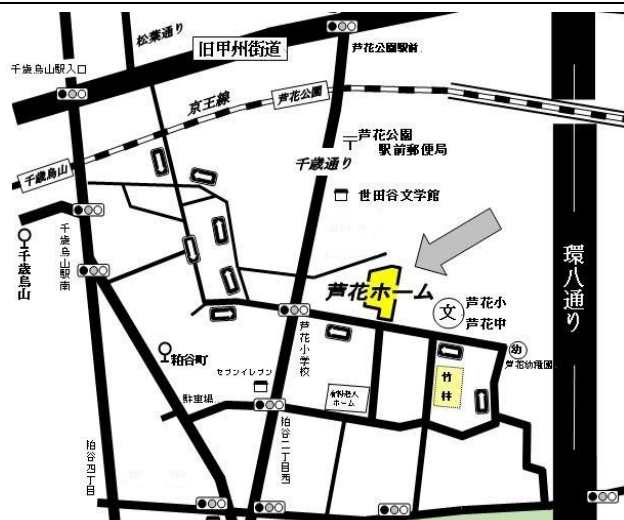 松葉通り
旧甲州街道
芦花公園駅前
千歳烏山駅入口
京王線
芦花公園
芦花公園
駅前郵便局
千歳烏山
千歳通り
世田谷文学館
千歳烏山
千歳烏山駅南
環八通り
芦花ホーム
文
芦花小
芦花中
芦花小学校
幼
芦花幼稚園
粕谷町
セブンイレブン
竹林
有料老人
ホーム
駐車場
粕谷二丁目西
粕谷四丁目